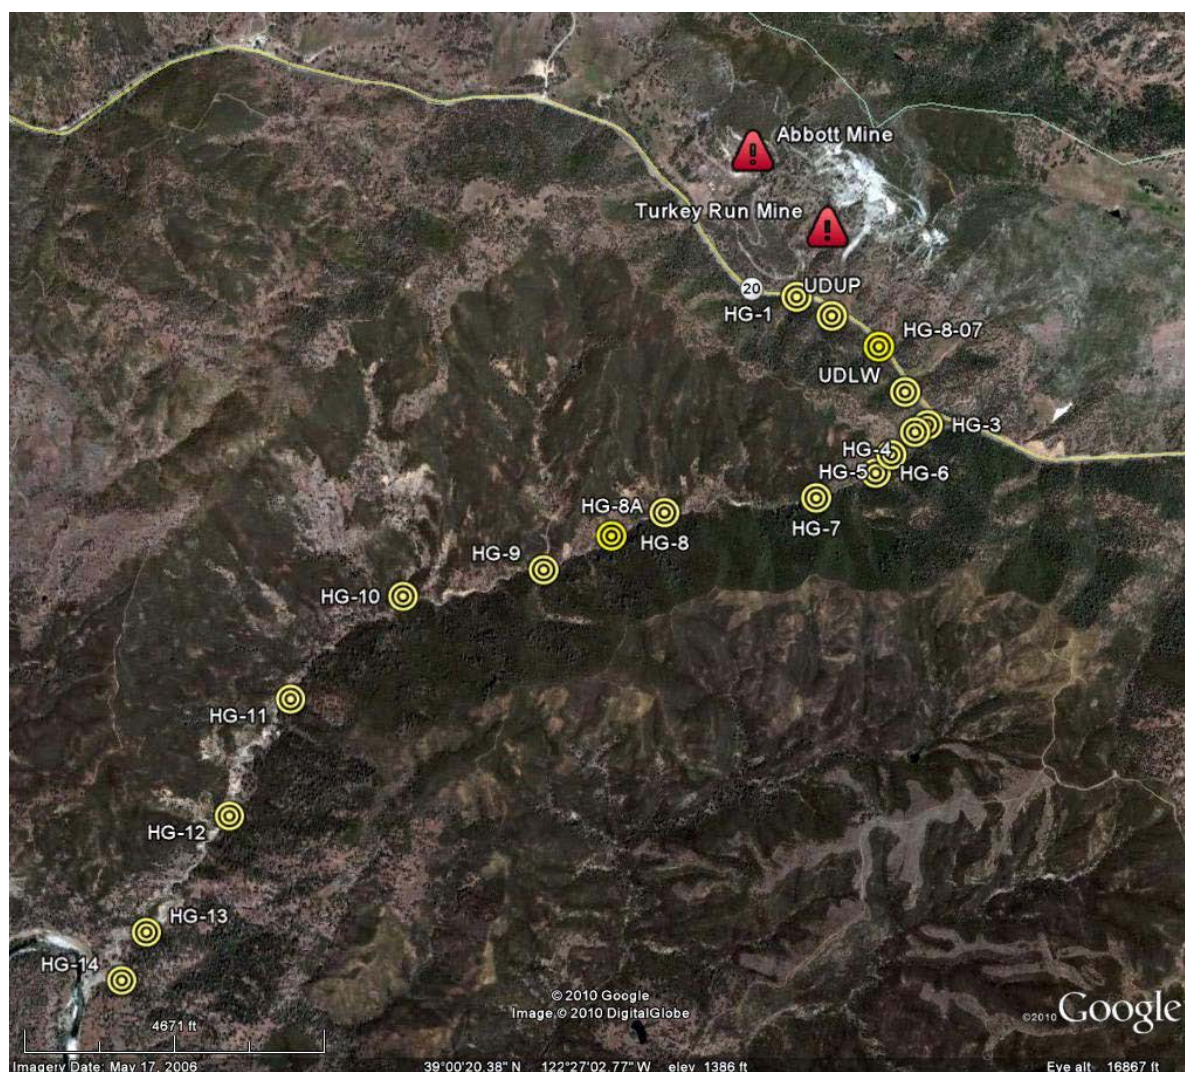 Abbott Mine
Turkey Run Mine
20
UDUP
HG-1
HG-8-07
UDLW
HG-3
HG-4
HG-5
HG-6
HG-7
HG-8A
HG-8
HG-9
HG-10
HG-11
HG-12
HG-13
HG-14
© 2010 Google
Image © 2010 DigitalGlobe
©2010 Google
4671 ft
Imagery Date: May 17, 2006
39°00'20.38" N 122°27'02.77" W elev 1386 ft
Eye alt 16867 ft